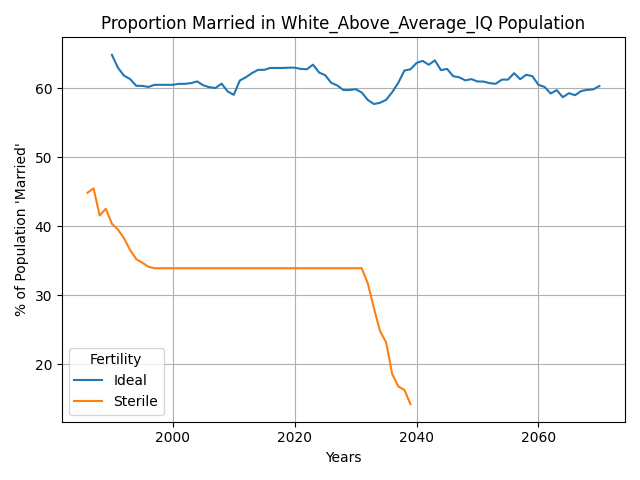 Proportion Married in White_Above_Average_IQ Population
% of Population 'Married'
60
50
40
30
20
Fertility
Ideal
Sterile
2000 2020 2040 2060
Years